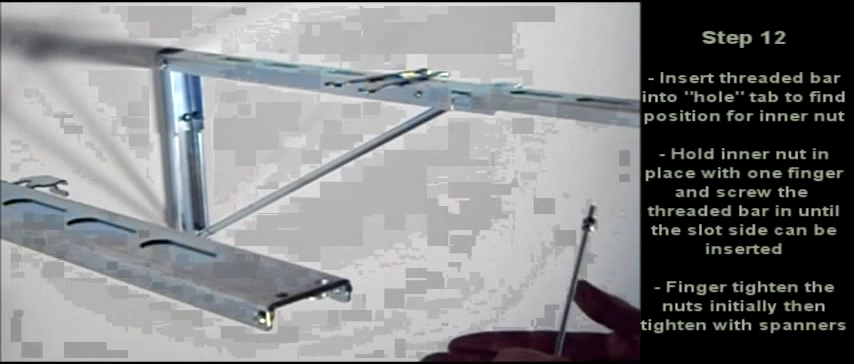 Step 12
- Insert threaded bar
into "hole" tab to find
position for inner nut
- Hold inner nut in
place with one finger
and screw the
threaded bar in until
the slot side can be
inserted
- Finger tighten the
nuts initially then
tighten with spanners